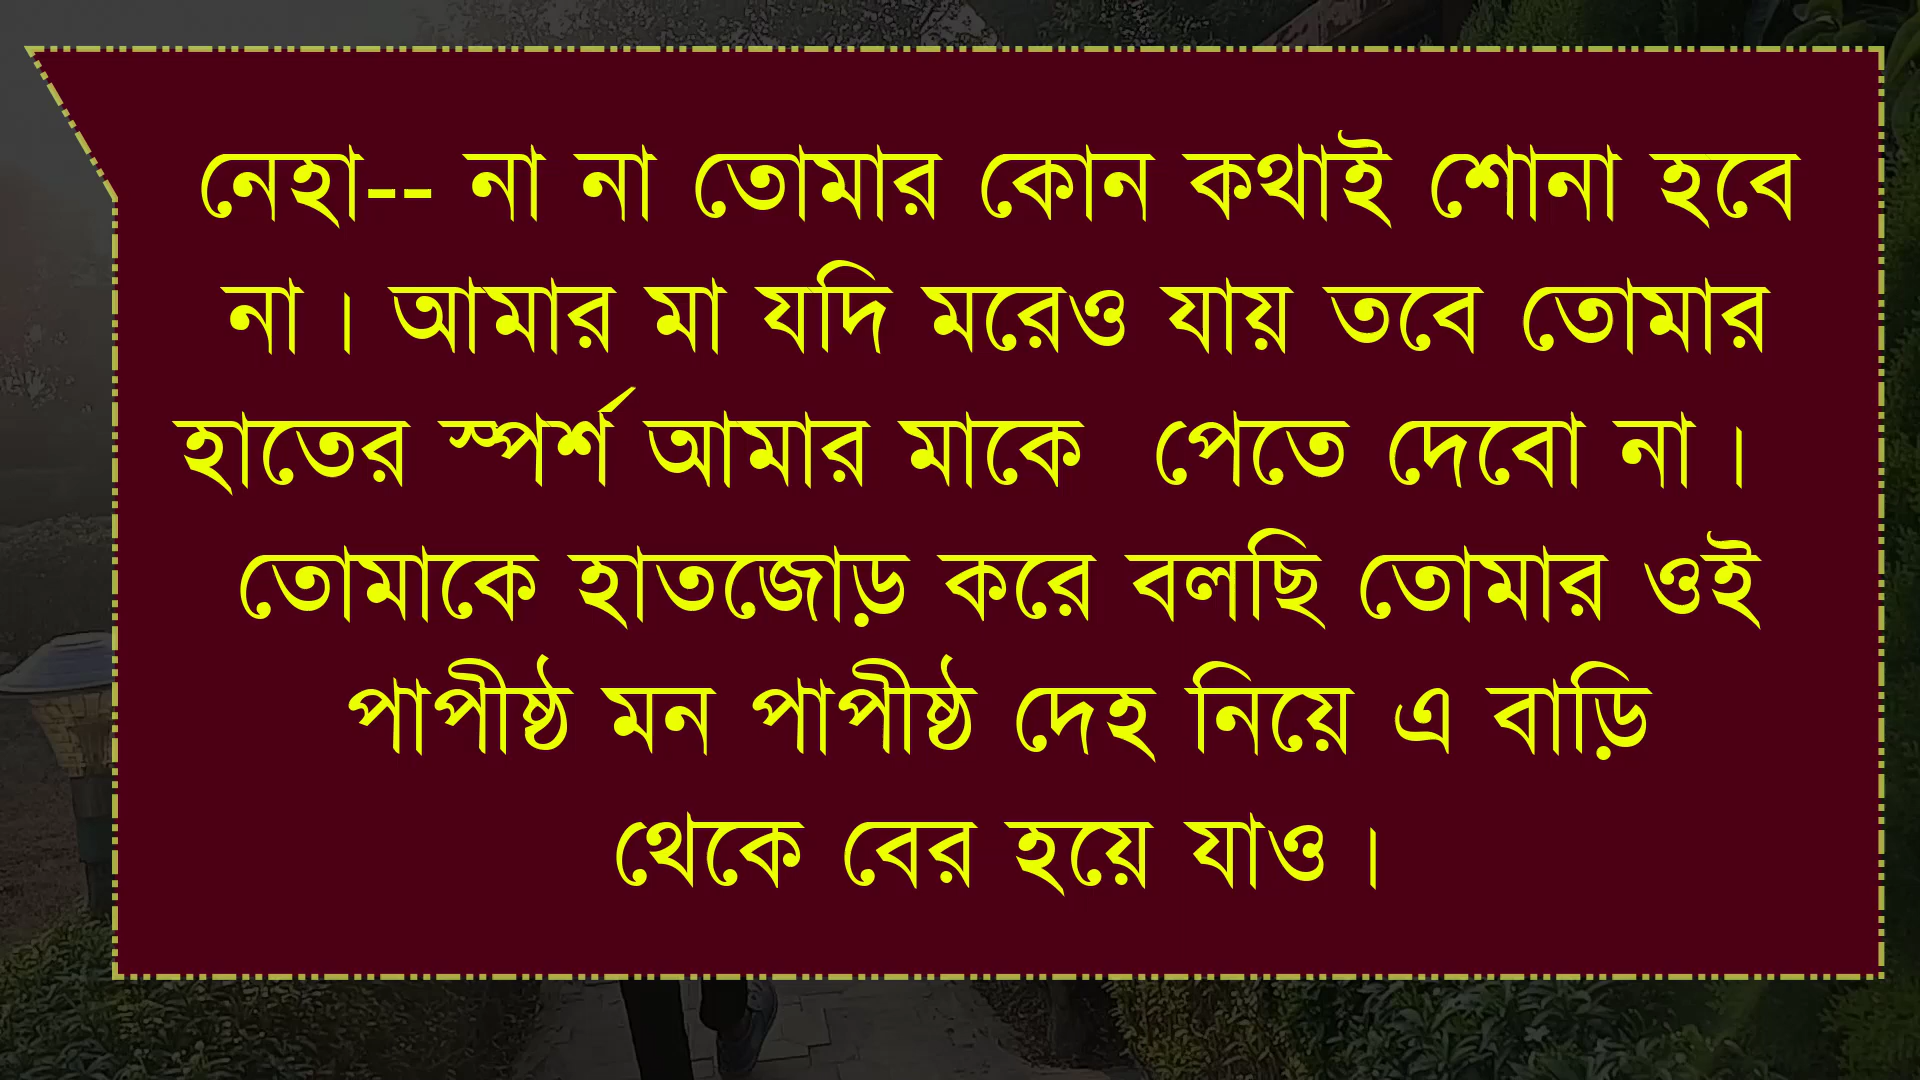 নেহা-- না না তোমার কোন কথাই শোনা হবে
না। আমার মা যদি মরেও যায় তবে তোমার
হাতের স্পর্শ আমার মাকে  পেতে দেবো না।
তোমাকে হাতজোড় করে বলছি তোমার ওই
পাপীষ্ঠ মন পাপীষ্ঠ দেহ নিয়ে এ বাড়ি
থেকে বের হয়ে যাও।